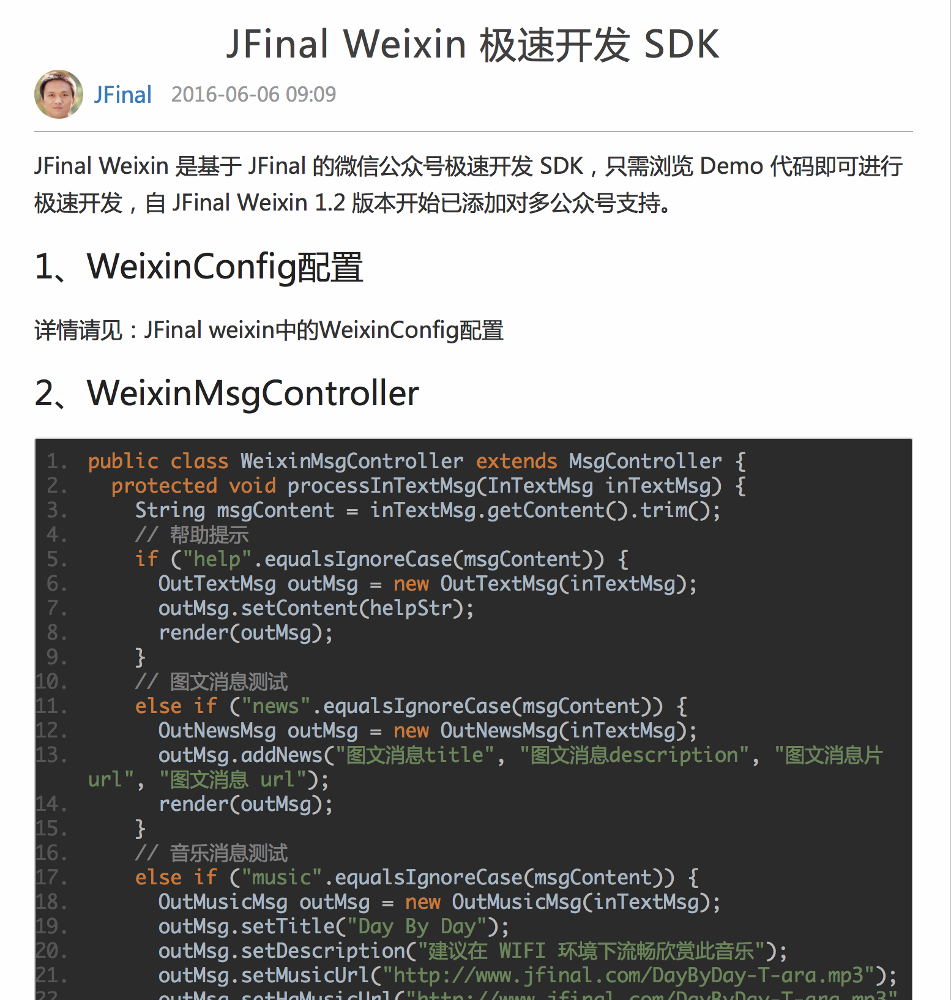 JFinal Weixin 极速开发 SDK
JFinal 2016-06-06 09:09
JFinal Weixin 是基于 JFinal 的微信公众号极速开发 SDK，只需浏览 Demo 代码即可进行
极速开发，自 JFinal Weixin 1.2 版本开始已添加对多公众号支持。
1、WeixinConfig配置
详情请见：JFinal weixin中的WeixinConfig配置
2、WeixinMsgController
1. public class WeixinMsgController extends MsgController {
2. protected void processInTextMsg(InTextMsg inTextMsg) {
3. String msgContent = inTextMsg.getContent().trim();
4. // 帮助提示
5. if ("help".equalsIgnoreCase(msgContent)) {
6. OutTextMsg outMsg = new OutTextMsg(inTextMsg);
7. outMsg.setContent(helpStr);
8. render(outMsg);
9. }
10. // 图文消息测试
11. else if ("news".equalsIgnoreCase(msgContent)) {
12. OutNewsMsg outMsg = new OutNewsMsg(inTextMsg);
13. outMsg.addNews("图文消息title", "图文消息description", "图文消息片
url", "图文消息 url");
14. render(outMsg);
15. }
16. // 音乐消息测试
17. else if ("music".equalsIgnoreCase(msgContent)) {
18. OutMusicMsg outMsg = new OutMusicMsg(inTextMsg);
19. outMsg.setTitle("Day By Day");
20. outMsg.setDescription("建议在 WIFI 环境下流畅欣赏此音乐");
21. outMsg.setMusicUrl("http://www.jfinal.com/DayByDay-T-ara.mp3");
22. outMsg.setHqMusicUrl("http://www.jfinal.com/DayByDay-T-ara.mp3"